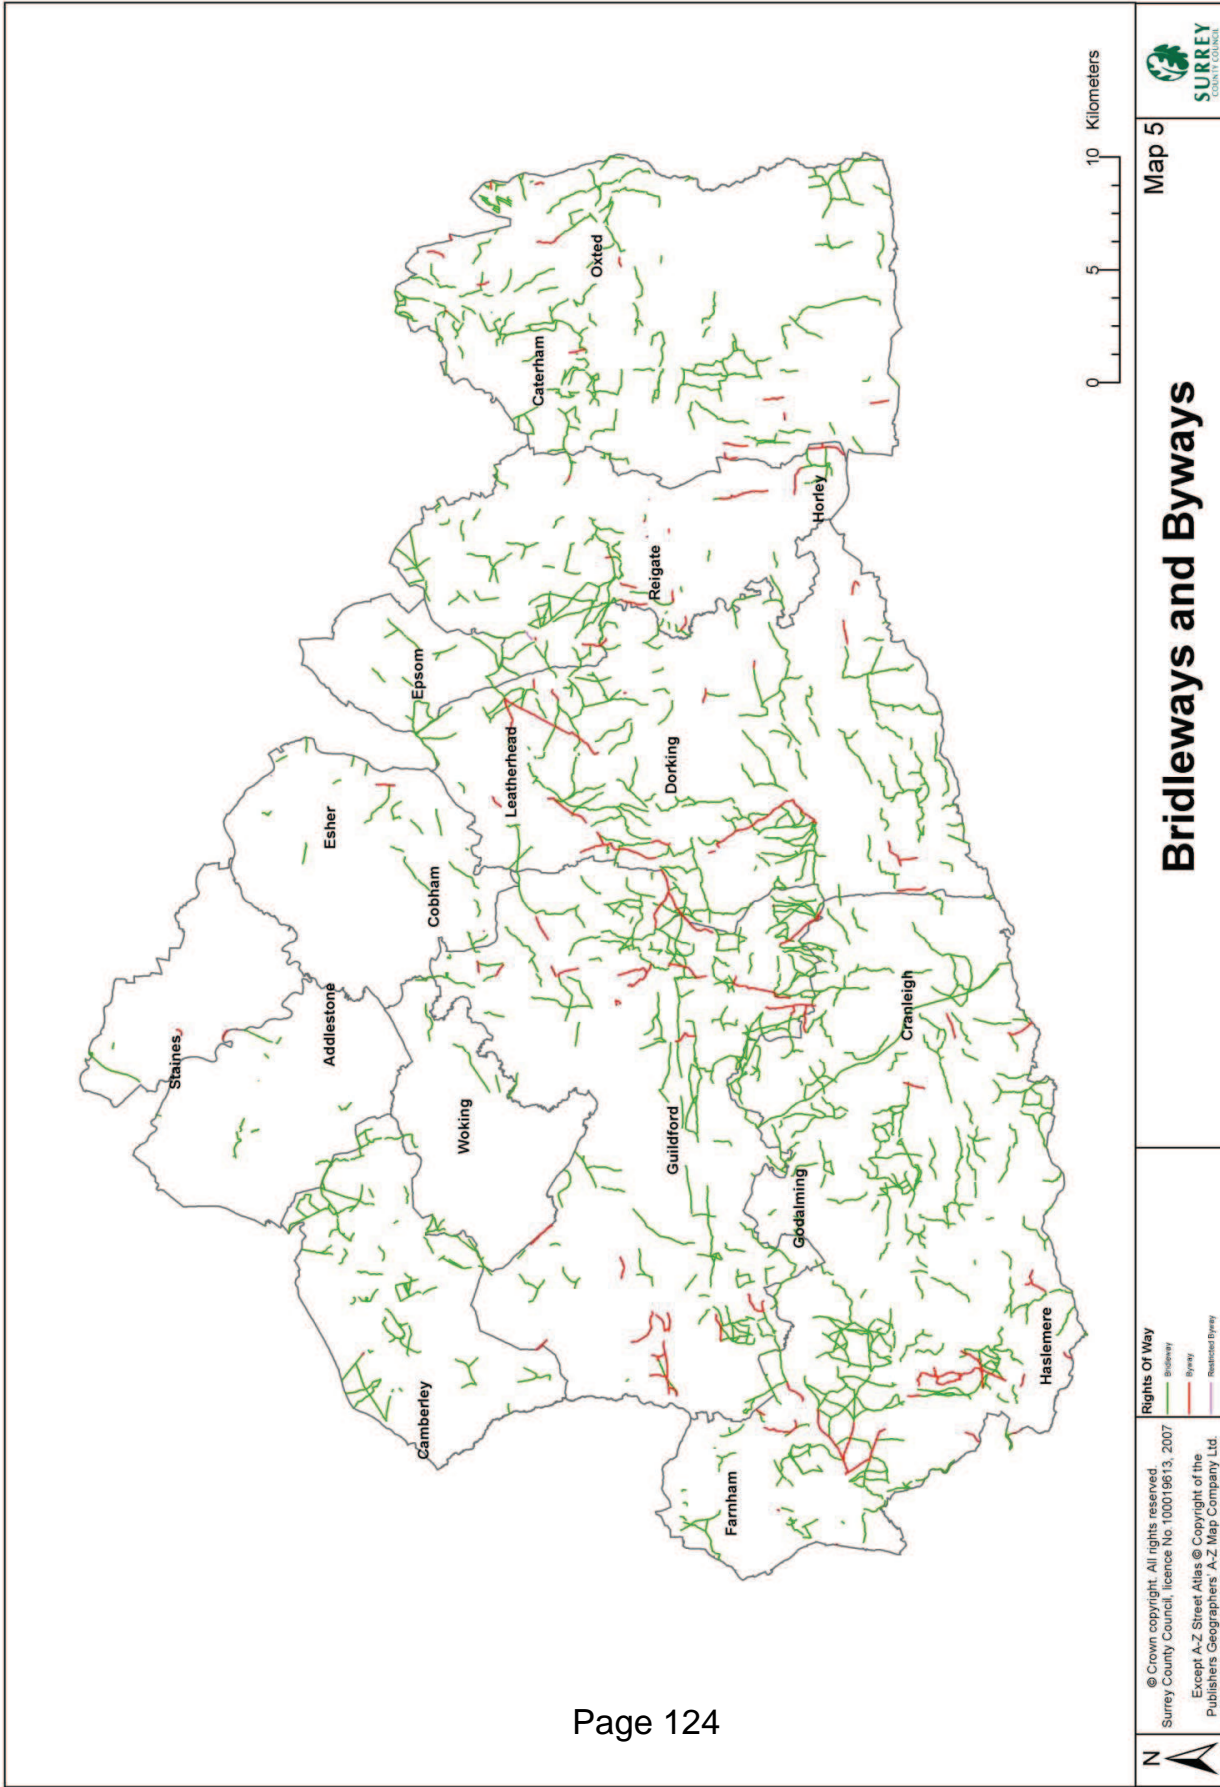 Staines
Addlestone
Esher
Cobham
Epsom
Woking
Camberley
Leatherhead
Caterham
Oxted
Reigate
Dorking
Guildford
Farnham
Godalming
Horley
Cranleigh
Haslemere
0 5 10 Kilometers
N
© Crown copyright. All rights reserved.
Surrey County Council, licence No.100019613, 2007
Except A-Z Street Atlas © Copyright of the
Publishers Geographers' A-Z Map Company Ltd.
Rights Of Way
Bridleway
Byway
Restricted Byway
Bridleways and Byways
Map 5
SURREY
COUNTY COUNCIL
Page 124